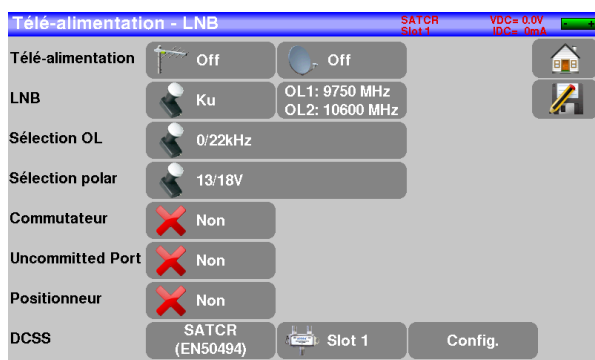 Télé-alimentation - LNB
SATCR
Slot 1
VDC= 0.0V
IDC= 0mA
- +
Télé-alimentation
Off
Off
LNB
Ku
OL1: 9750 MHz
OL2: 10600 MHz
Sélection OL
0/22kHz
Sélection polar
13/18V
Commutateur
Non
Uncommitted Port
Non
Positionneur
Non
DCSS
SATCR
(EN50494)
Slot 1
Config.